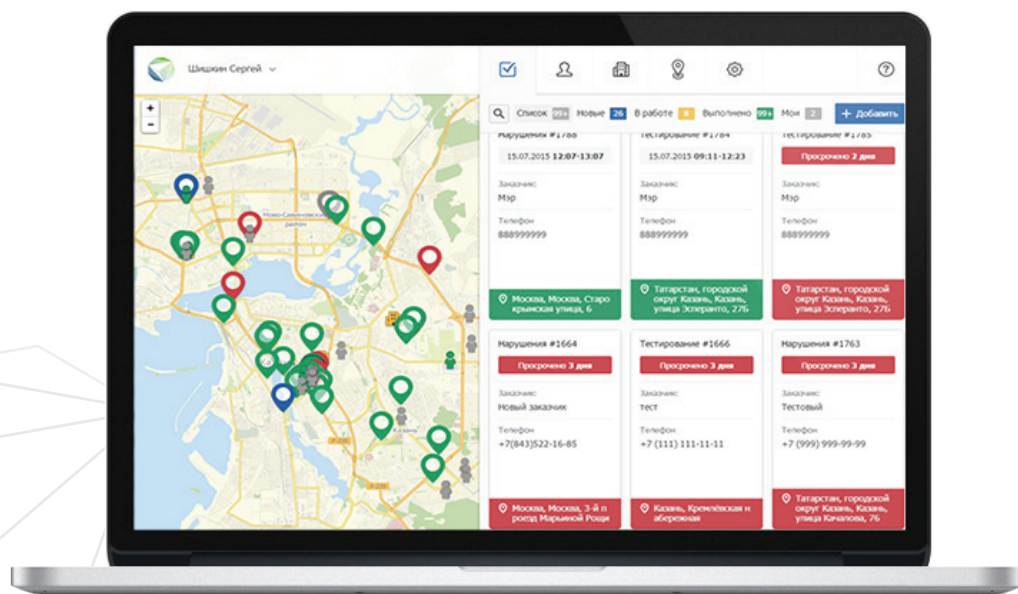 Шишкин Сергей
+
−
Ново-Савиновский
район
Казань
Список 99+ Новые 26 В работе 8 Выполнено 99+ Мои 2 + Добавить
Нарушения #1788
15.07.2015 12:07-13:07
Заказчик:
Мэр
Телефон
888999999
Москва, Москва, Старо
крымская улица, 6
Тестирование #1784
15.07.2015 09:11-12:23
Заказчик:
Мэр
Телефон
888999999
Татарстан, городской
округ Казань, Казань,
улица Эсперанто, 27Б
Тестирование #1785
Просрочено 2 дня
Заказчик:
Мэр
Телефон
888999999
Татарстан, городской
округ Казань, Казань,
улица Эсперанто, 27Б
Нарушения #1664
Просрочено 3 дня
Заказчик:
Новый заказчик
Телефон
+7(843)522-16-85
Москва, Москва, 3-й п
роезд Марьиной Рощи
Тестирование #1666
Просрочено 3 дня
Заказчик:
тест
Телефон
+7 (111) 111-11-11
Казань, Кремлёвская н
абережная
Нарушения #1763
Просрочено 3 дня
Заказчик:
Тестовый
Телефон
+7 (999) 999-99-99
Татарстан, городской
округ Казань, Казань,
улица Качалова, 76